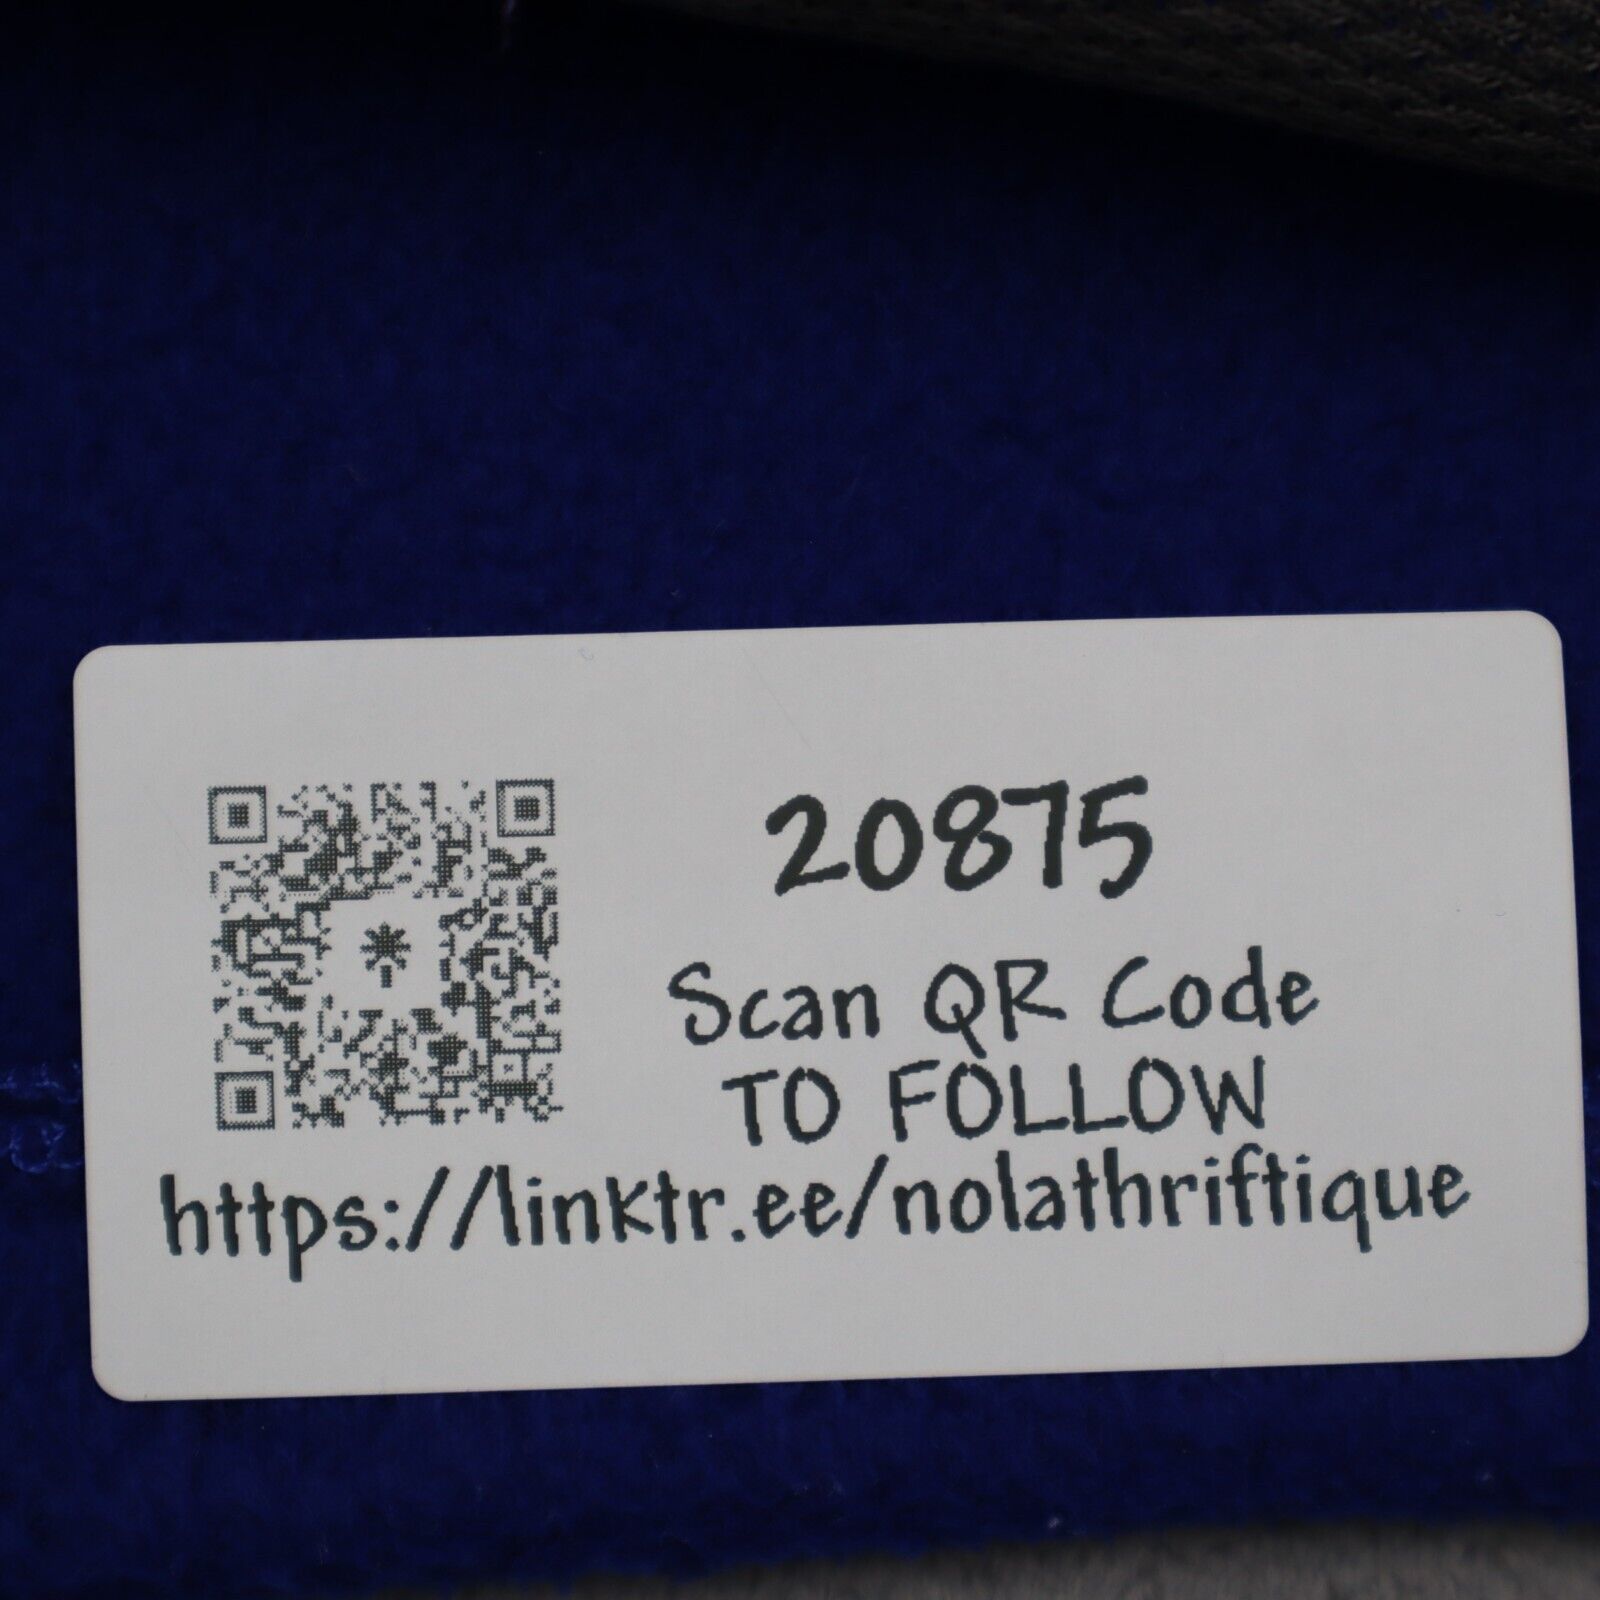 20875
Scan QR Code
TO FOLLOW
https://linktr.ee/nolathriftique